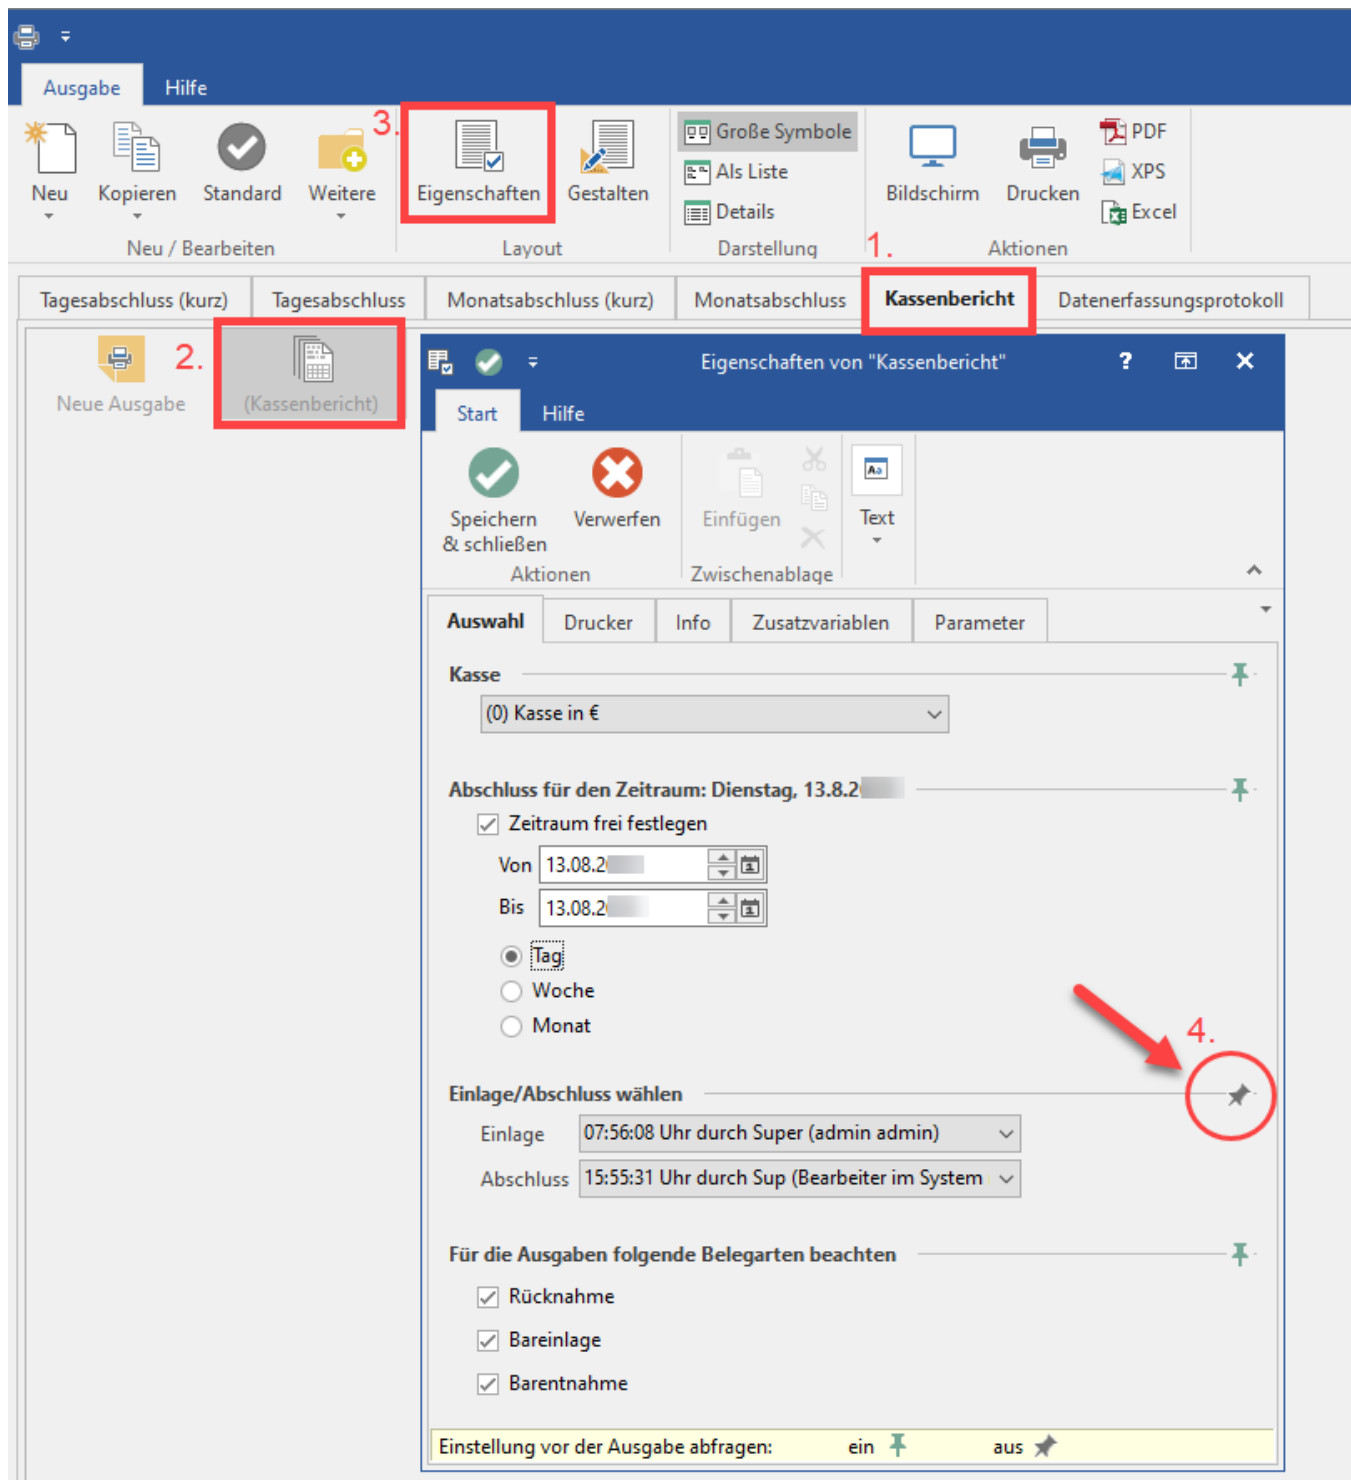 Ausgabe Hilfe
3.
Neu Kopieren Standard Weitere Eigenschaften Gestalten Große Symbole Als Liste Details Bildschirm Drucken PDF XPS Excel
Neu / Bearbeiten Layout Darstellung Aktionen
1.
Tagesabschluss (kurz) Tagesabschluss Monatsabschluss (kurz) Monatsabschluss Kassenbericht Datenerfassungsprotokoll
2.
Neue Ausgabe (Kassenbericht)
Eigenschaften von "Kassenbericht" ?
Start Hilfe
Speichern & schließen Verwerfen Einfügen Text
Aktionen Zwischenablage
Auswahl Drucker Info Zusatzvariablen Parameter
Kasse
(0) Kasse in €
Abschluss für den Zeitraum: Dienstag, 13.8.2
Zeitraum frei festlegen
Von 13.08.2
Bis 13.08.2
Tag
Woche
Monat
4.
Einlage/Abschluss wählen
Einlage 07:56:08 Uhr durch Super (admin admin)
Abschluss 15:55:31 Uhr durch Sup (Bearbeiter im System
Für die Ausgaben folgende Belegarten beachten
Rücknahme
Bareinlage
Barentnahme
Einstellung vor der Ausgabe abfragen: ein aus